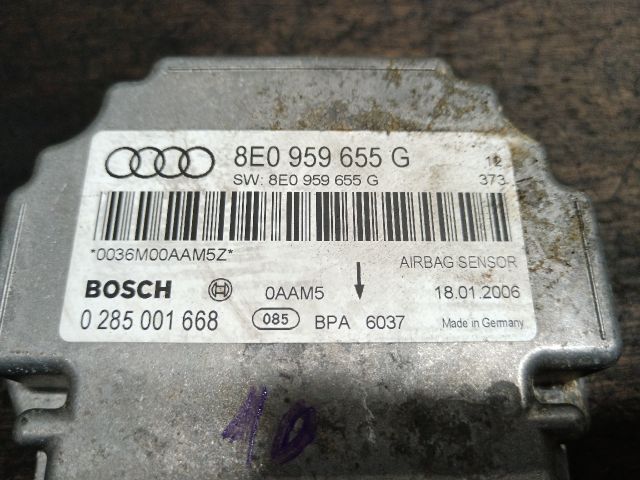 8E0 959 655 G
12
SW: 8E0 959 655 G
373
*0036M00AAM5Z*
AIRBAG SENSOR
BOSCH 0AAM5 18.01.2006
0 285 001 668 085 BPA 6037 Made in Germany
10